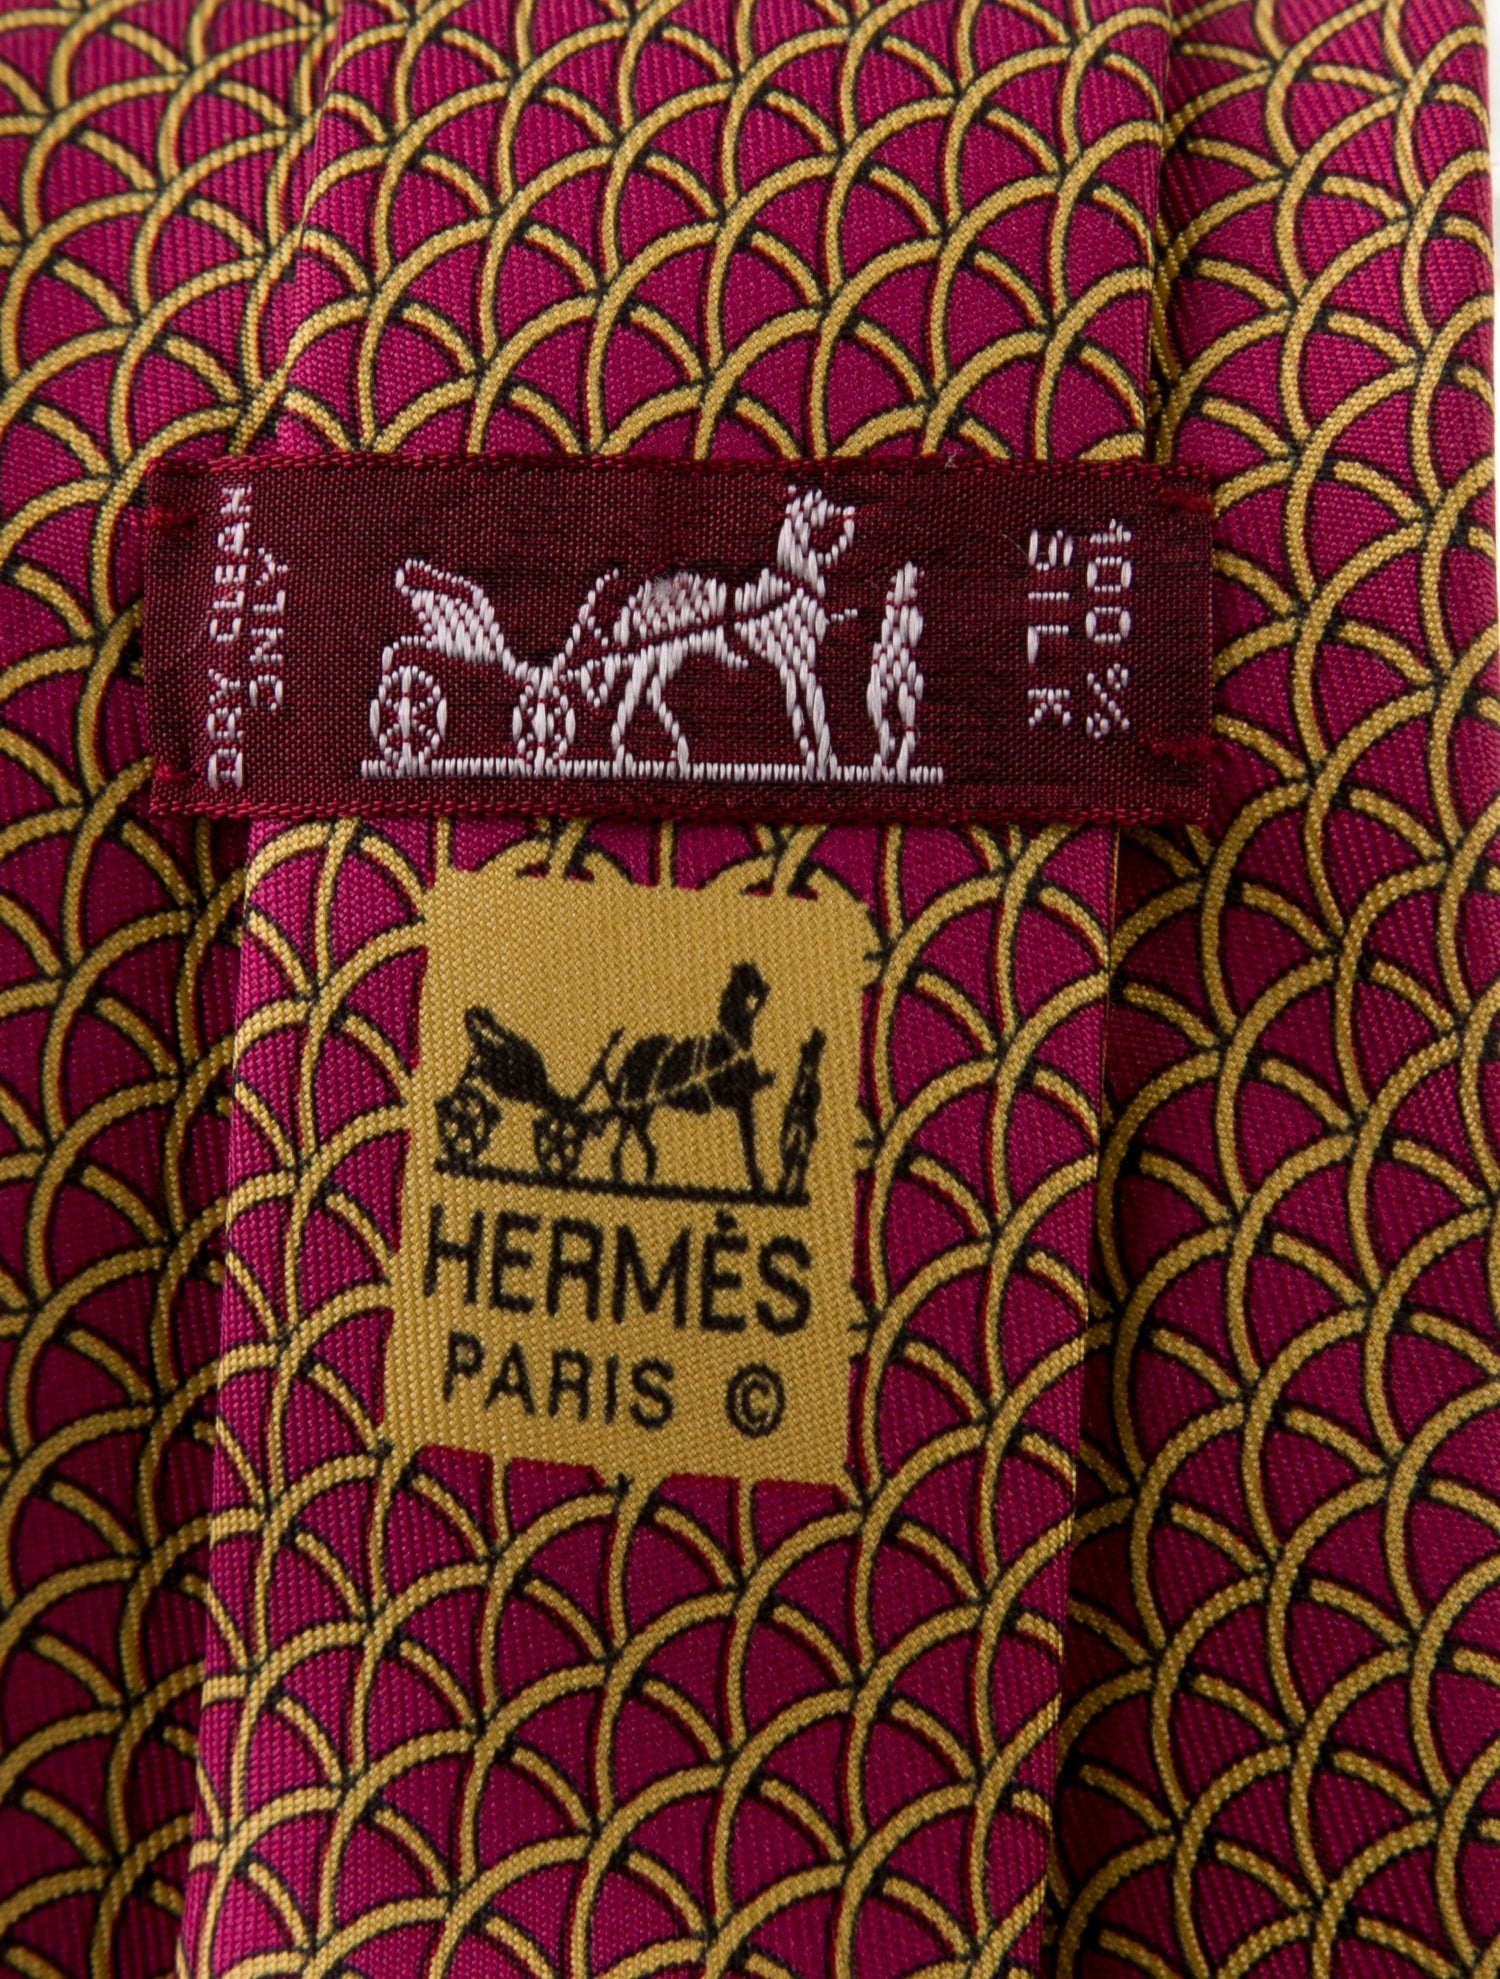 DRY CLEAN
ONLY
100%
SILK
HERMÈS
PARIS ©